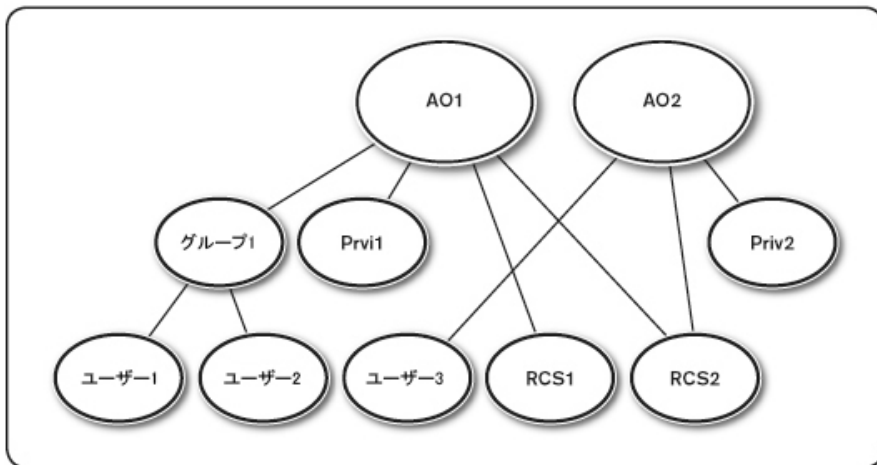 AO1
AO2
グループ1
Prvi1
Priv2
ユーザー1
ユーザー2
ユーザー3
RCS1
RCS2